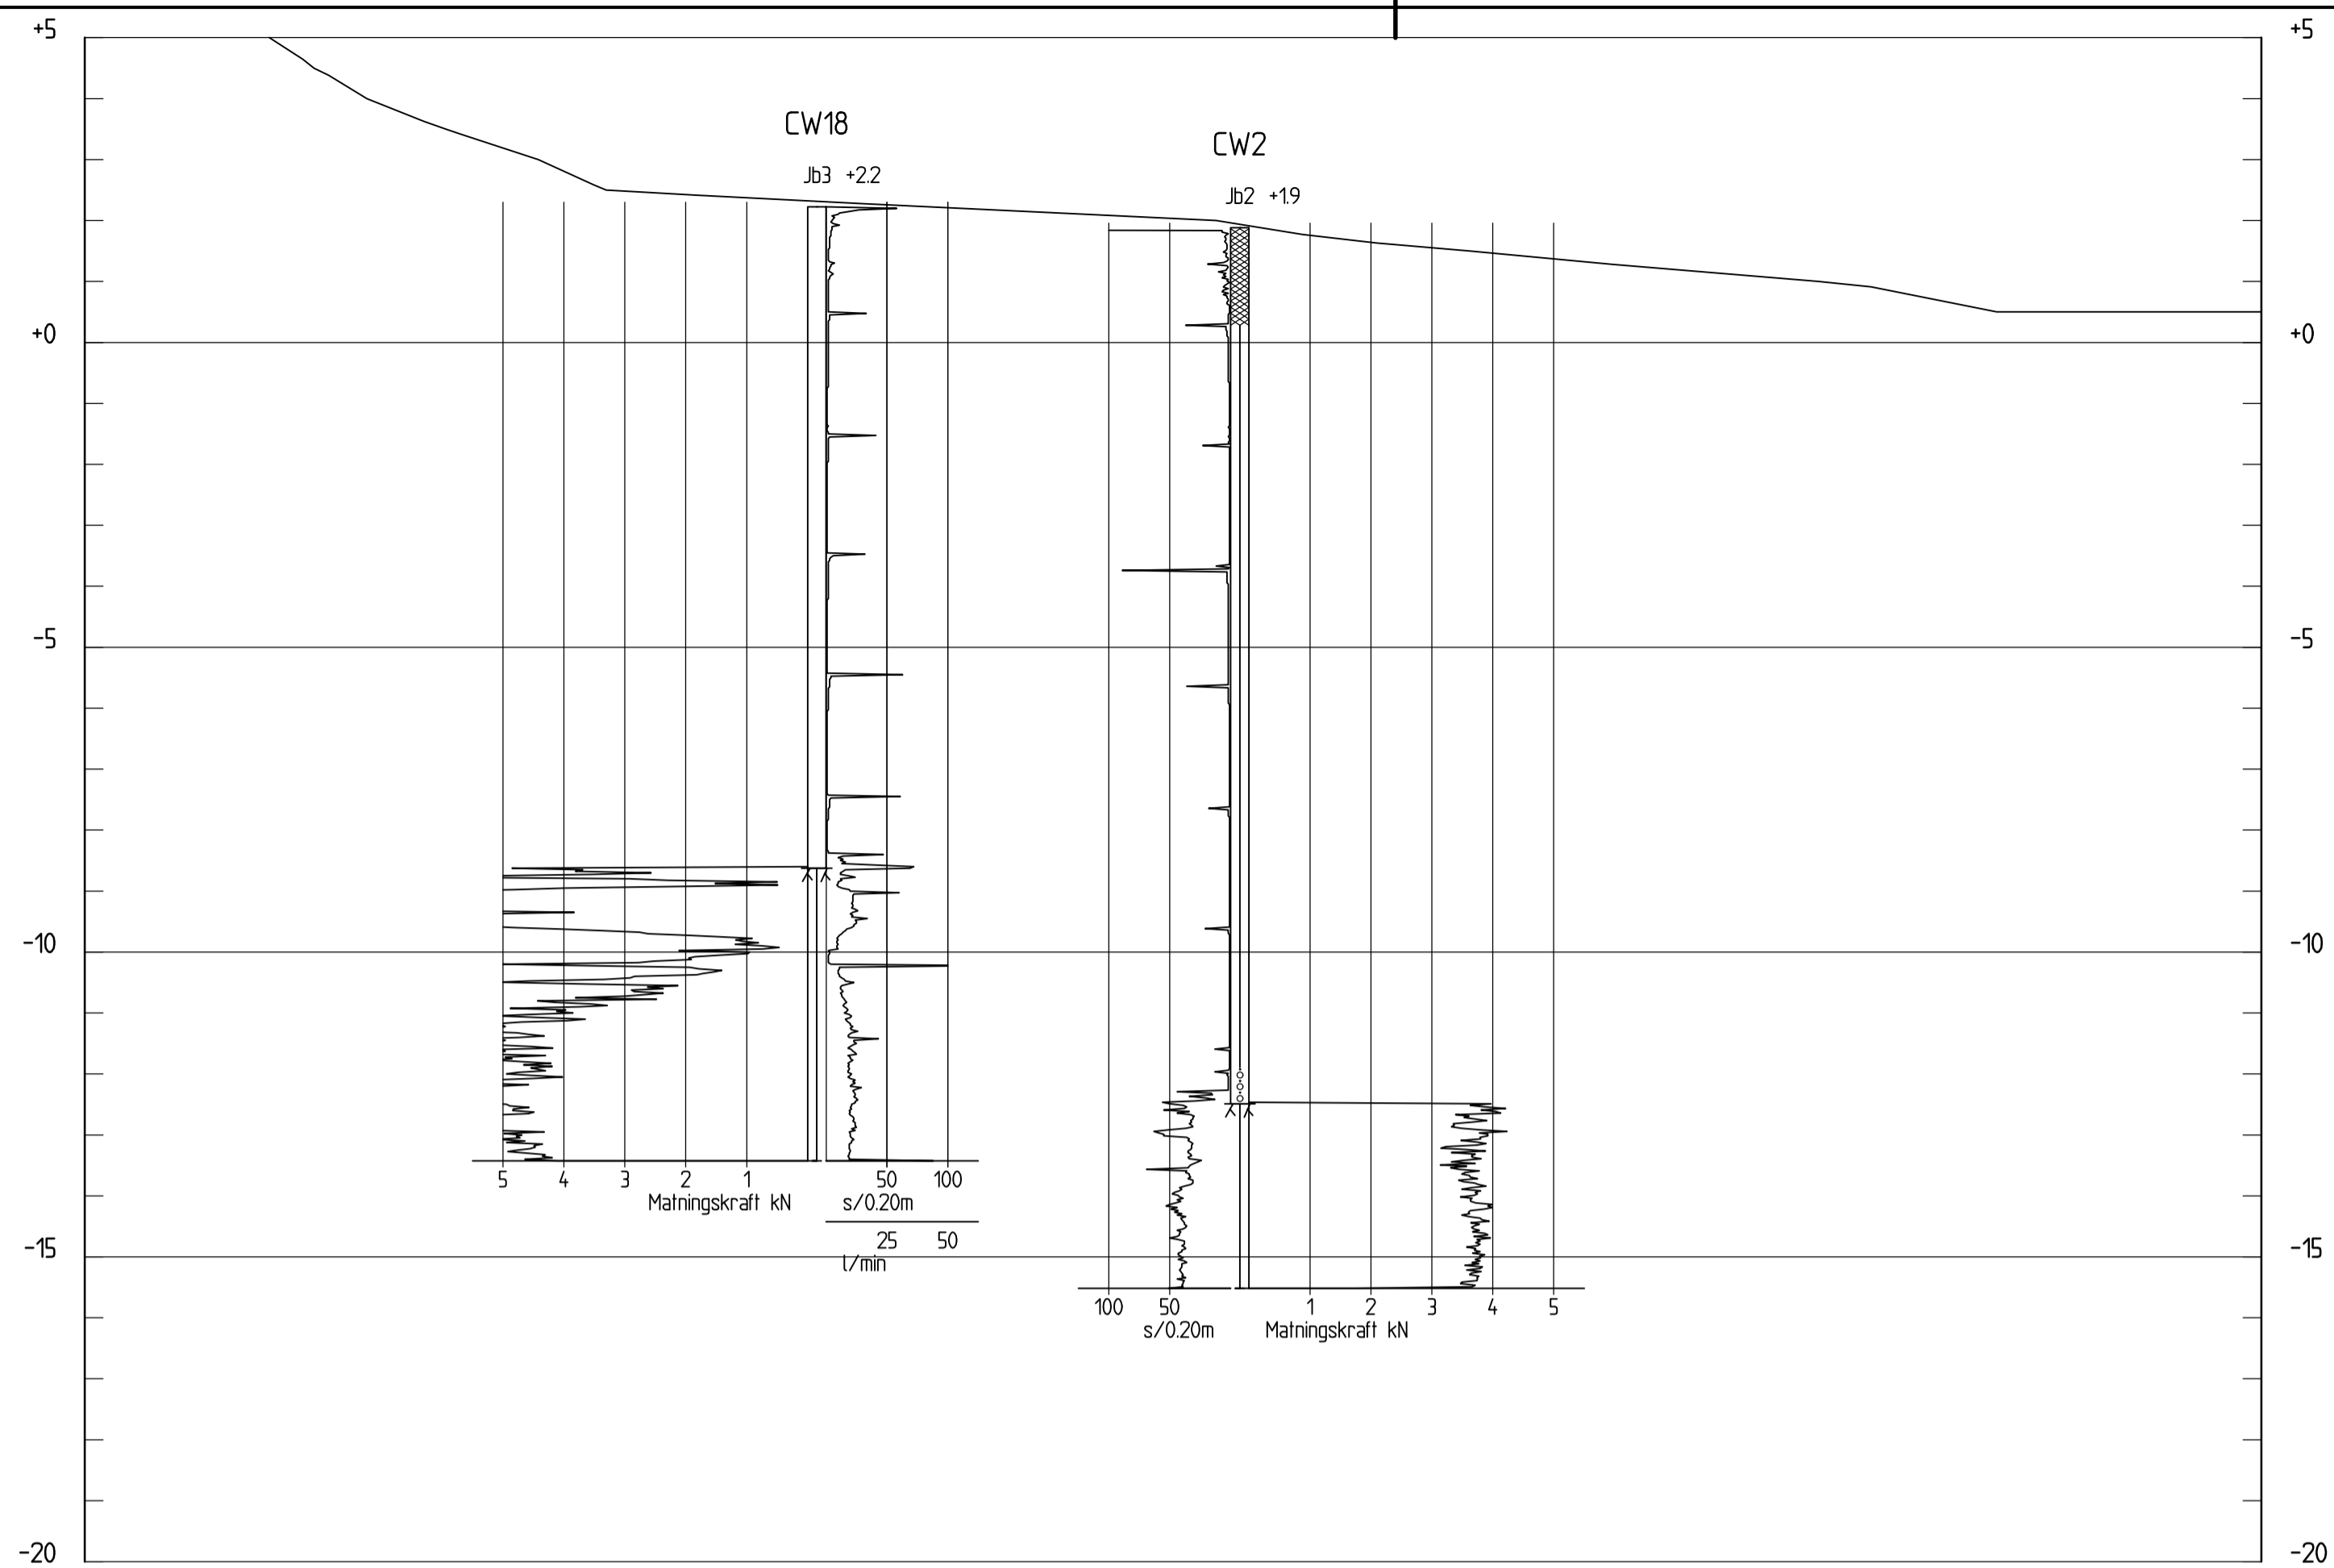 +5 +5
CW18
CW2
Jb3 +2.2
Jb2 +1.9
+0 +0
-5 -5
-10 -10
5 4 3 2 1 50 100
Matningskraft kN s/0.20m
25 50
l/min
-15 -15
100 50 1 2 3 4 5
s/0.20m Matningskraft kN
-20 -20